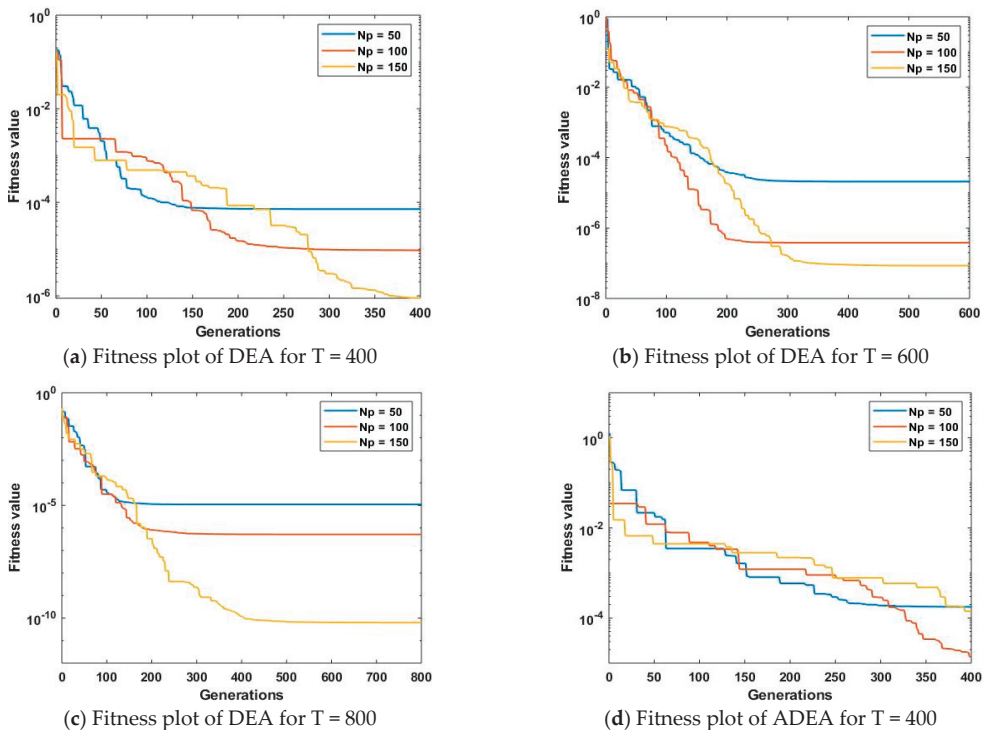 10^0
10^-2
10^-4
10^-6
Fitness value
0 50 100 150 200 250 300 350 400
Generations
Np = 50
Np = 100
Np = 150
(a) Fitness plot of DEA for T = 400
10^0
10^-2
10^-4
10^-6
10^-8
Fitness value
0 100 200 300 400 500 600
Generations
Np = 50
Np = 100
Np = 150
(b) Fitness plot of DEA for T = 600
10^0
10^-5
10^-10
Fitness value
0 100 200 300 400 500 600 700 800
Generations
Np = 50
Np = 100
Np = 150
(c) Fitness plot of DEA for T = 800
10^0
10^-2
10^-4
Fitness value
0 50 100 150 200 250 300 350 400
Generations
Np = 50
Np = 100
Np = 150
(d) Fitness plot of ADEA for T = 400